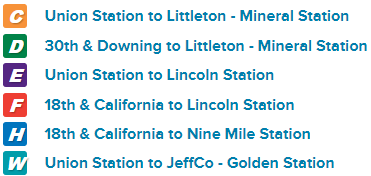 C Union Station to Littleton - Mineral Station
D 30th & Downing to Littleton - Mineral Station
E Union Station to Lincoln Station
F 18th & California to Lincoln Station
H 18th & California to Nine Mile Station
W Union Station to JeffCo - Golden Station